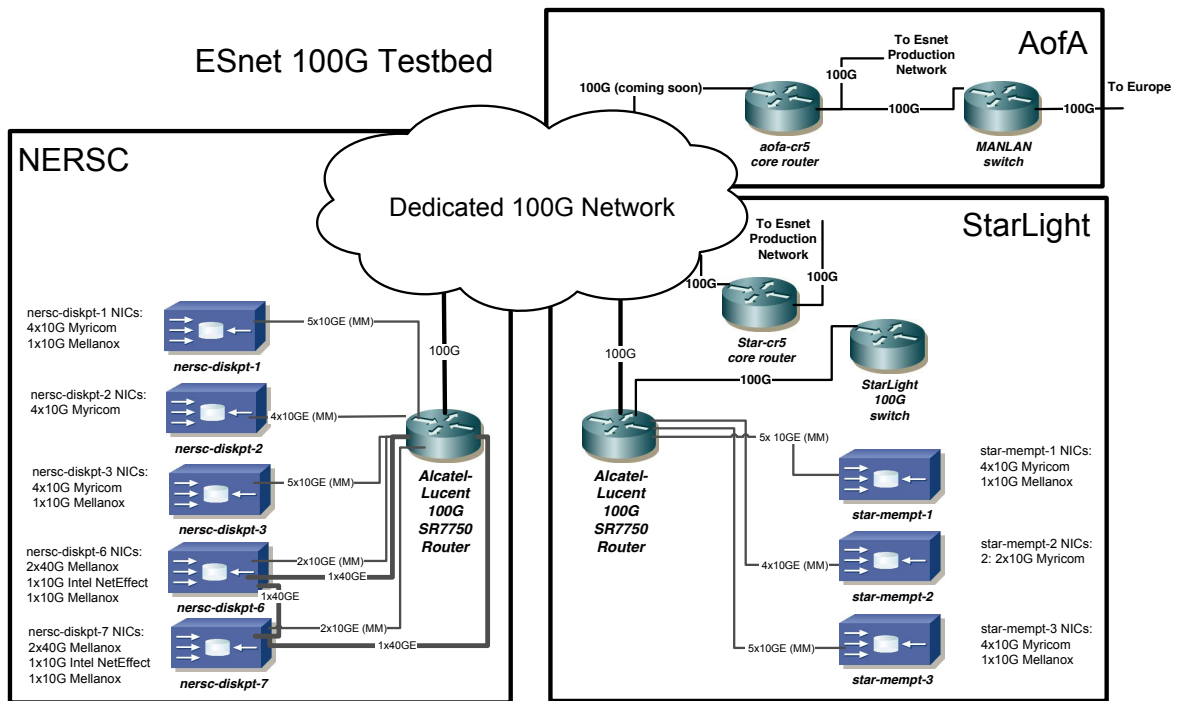 ESnet 100G Testbed
AofA
To Esnet
Production
Network
100G (coming soon)
100G
100G
100G
To Europe
aofa-cr5
core router
MANLAN
switch
NERSC
Dedicated 100G Network
StarLight
To Esnet
Production
Network
100G
100G
Star-cr5
core router
100G
StarLight
100G
switch
100G
100G
nersc-diskpt-1 NICs:
4x10G Myricom
1x10G Mellanox
5x10GE (MM)
nersc-diskpt-1
nersc-diskpt-2 NICs:
4x10G Myricom
4x10GE (MM)
nersc-diskpt-2
nersc-diskpt-3 NICs:
4x10G Myricom
1x10G Mellanox
5x10GE (MM)
nersc-diskpt-3
nersc-diskpt-6 NICs:
2x40G Mellanox
1x10G Intel NetEffect
1x10G Mellanox
2x10GE (MM)
1x40GE
nersc-diskpt-6
1x40GE
nersc-diskpt-7 NICs:
2x40G Mellanox
1x10G Intel NetEffect
1x10G Mellanox
2x10GE (MM)
1x40GE
nersc-diskpt-7
Alcatel-
Lucent
100G
SR7750
Router
Alcatel-
Lucent
100G
SR7750
Router
5x 10GE (MM)
star-mempt-1
star-mempt-1 NICs:
4x10G Myricom
1x10G Mellanox
4x10GE (MM)
star-mempt-2
star-mempt-2 NICs:
2: 2x10G Myricom
5x10GE (MM)
star-mempt-3
star-mempt-3 NICs:
4x10G Myricom
1x10G Mellanox